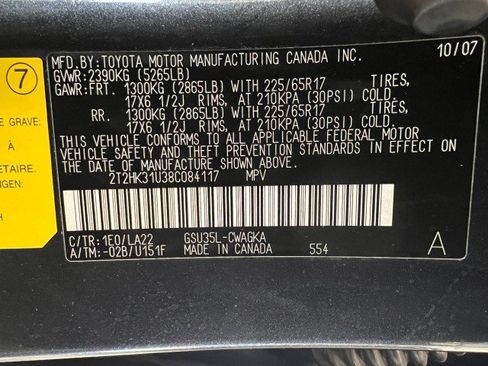 7
E GRAVE:
À
ETAIRE.
NGEN:
H
MFD.BY:TOYOTA MOTOR MANUFACTURING CANADA INC. 10/07
GVWR:2390KG (5265LB)
GAWR:FRT. 1300KG (2865LB) WITH 225/65R17 TIRES,
17X6 1/2J RIMS, AT 210KPA (30PSI) COLD.
RR. 1300KG (2865LB) WITH 225/65R17 TIRES,
17X6 1/2J RIMS, AT 210KPA (30PSI) COLD.
THIS VEHICLE CONFORMS TO ALL APPLICABLE FEDERAL MOTOR
VEHICLE SAFETY AND THEFT PREVENTION STANDARDS IN EFFECT ON
THE DATE OF MANUFACTURE SHOWN ABOVE.
2T2HK31U38C084117 MPV
C/TR:1E0/LA22 GSU35L-CWAGKA
A/TM:-02B/U151F MADE IN CANADA 554 A